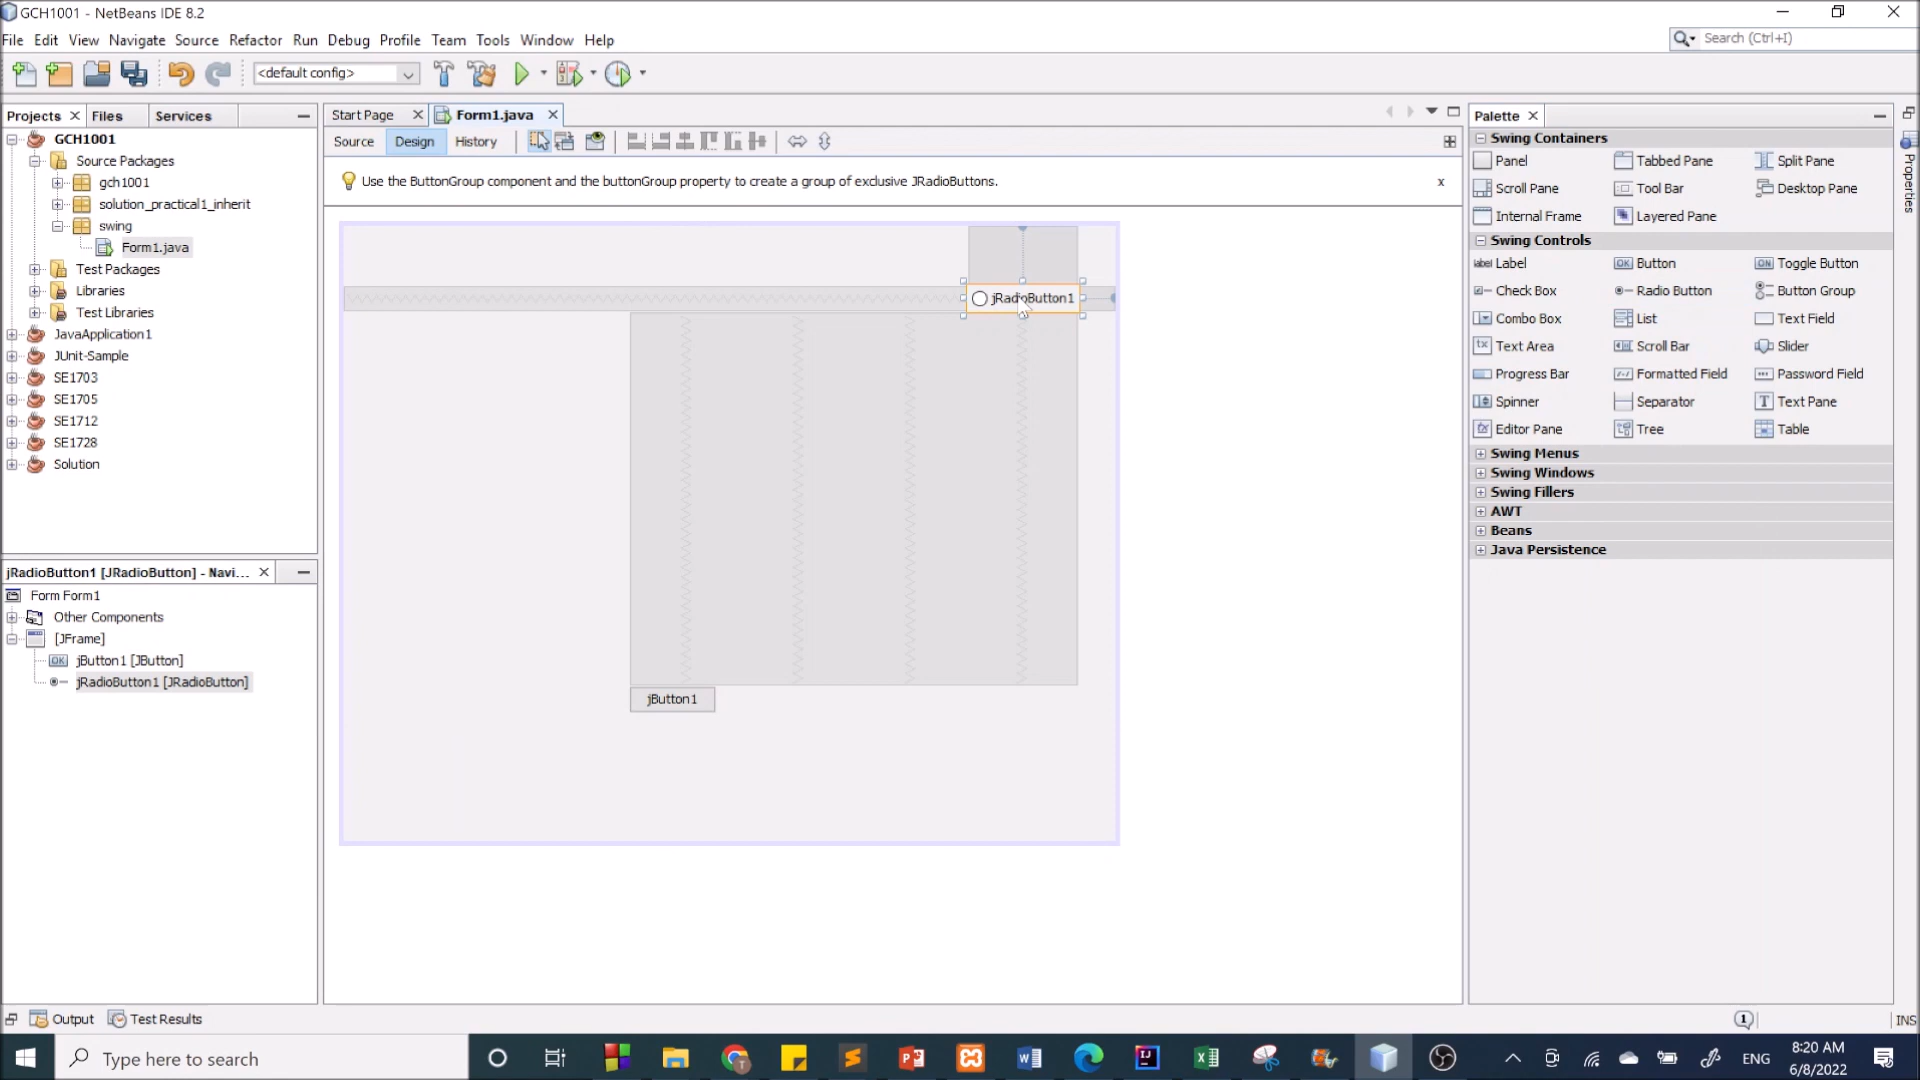 GCH1001 - NetBeans IDE 8.2
File Edit View Navigate Source Refactor Run Debug Profile Team Tools Window Help
Search (Ctrl+I)
<default config>
Projects Files Services
GCH1001
Source Packages
gch1001
solution_practical1_inherit
swing
Form1.java
Test Packages
Libraries
Test Libraries
JavaApplication1
JUnit-Sample
SE1703
SE1705
SE1712
SE1728
Solution
jRadioButton1 [JRadioButton] - Navi...
Form Form1
Other Components
[JFrame]
OK jButton1 [JButton]
jRadioButton1 [JRadioButton]
Start Page Form1.java
Source Design History
Use the ButtonGroup component and the buttonGroup property to create a group of exclusive JRadioButtons. x
jRadioButton1
jButton1
Palette
Swing Containers
Panel Tabbed Pane Split Pane
Scroll Pane Tool Bar Desktop Pane
Internal Frame Layered Pane
Swing Controls
label Label OK Button ON Toggle Button
Check Box Radio Button Button Group
Combo Box List Text Field
Text Area Scroll Bar Slider
Progress Bar Formatted Field Password Field
Spinner Separator Text Pane
Editor Pane Tree Table
Swing Menus
Swing Windows
Swing Fillers
AWT
Beans
Java Persistence
Properties
Output Test Results
1 INS
Type here to search
ENG
8:20 AM
6/8/2022